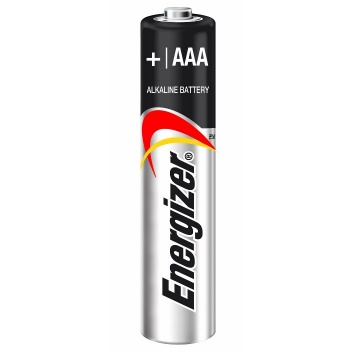 + | AAA
ALKALINE BATTERY
Energizer®